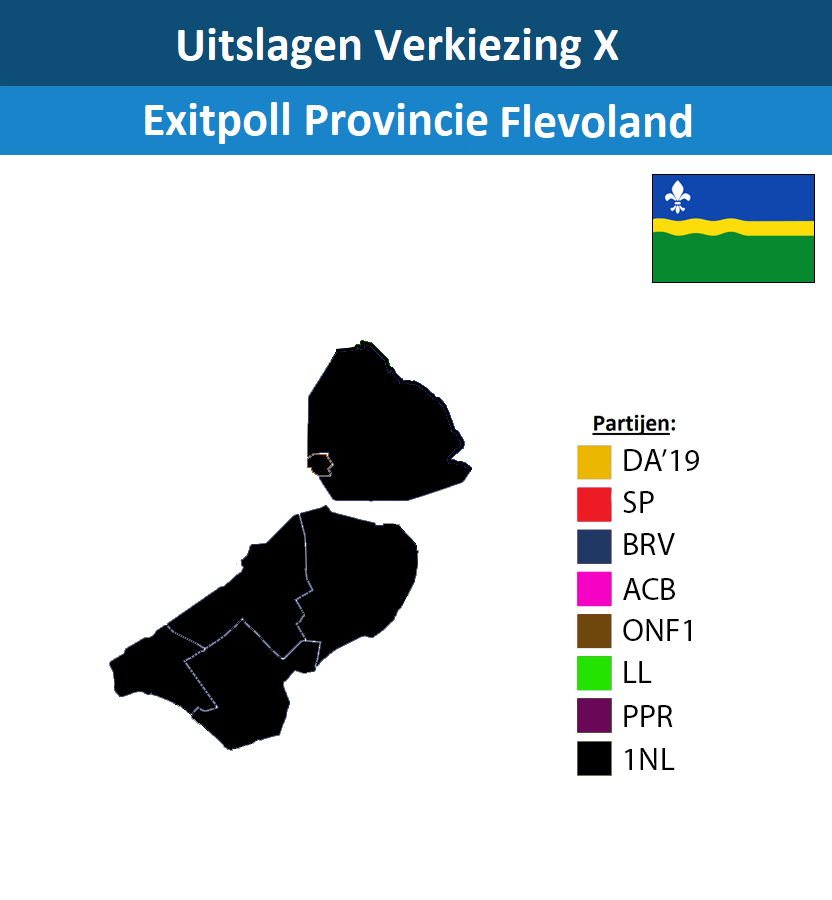 Uitslagen Verkiezing X
Exitpoll Provincie Flevoland
Partijen:
DA’19
SP
BRV
ACB
ONF1
LL
PPR
1NL